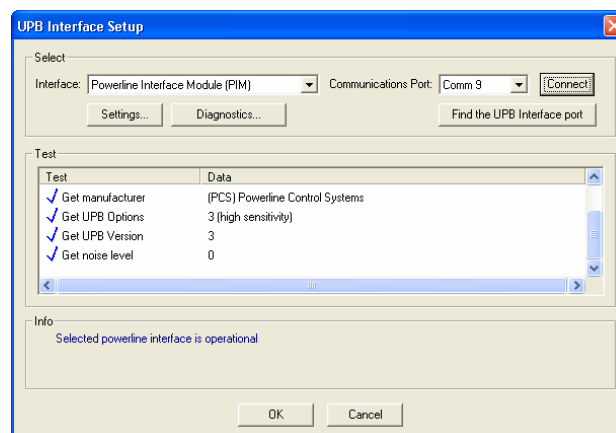 UPB Interface Setup
Select
Interface: Powerline Interface Module (PIM) Communications Port: Comm 9 Connect
Settings... Diagnostics... Find the UPB Interface port
Test
Test Data
Get manufacturer (PCS) Powerline Control Systems
Get UPB Options 3 (high sensitivity)
Get UPB Version 3
Get noise level 0
Info
Selected powerline interface is operational
OK Cancel